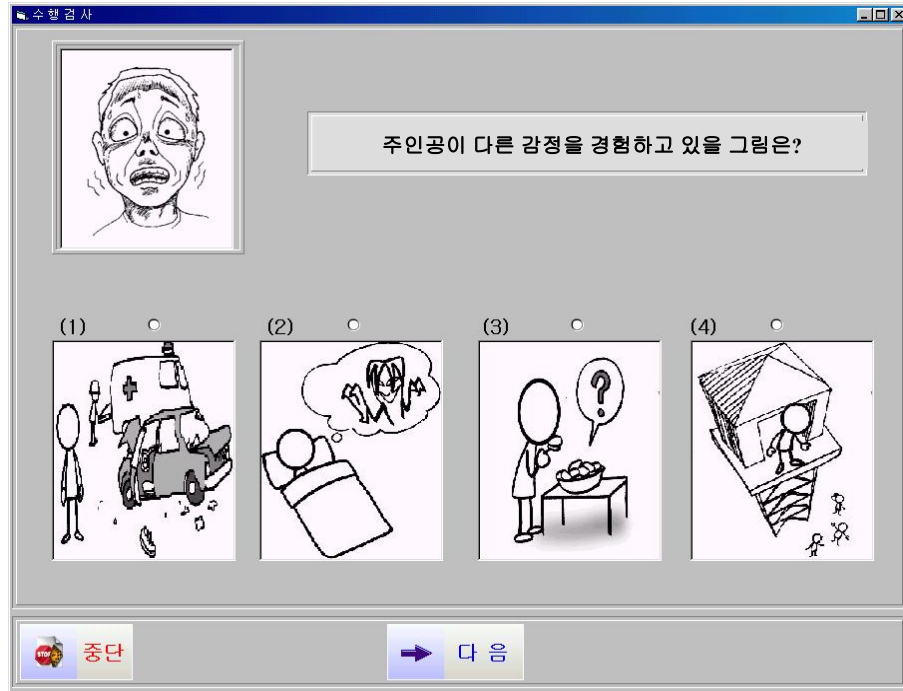 수행검사
주인공이 다른 감정을 경험하고 있을 그림은?
(1)
(2)
(3)
(4)
?
STOP
중단
다 음